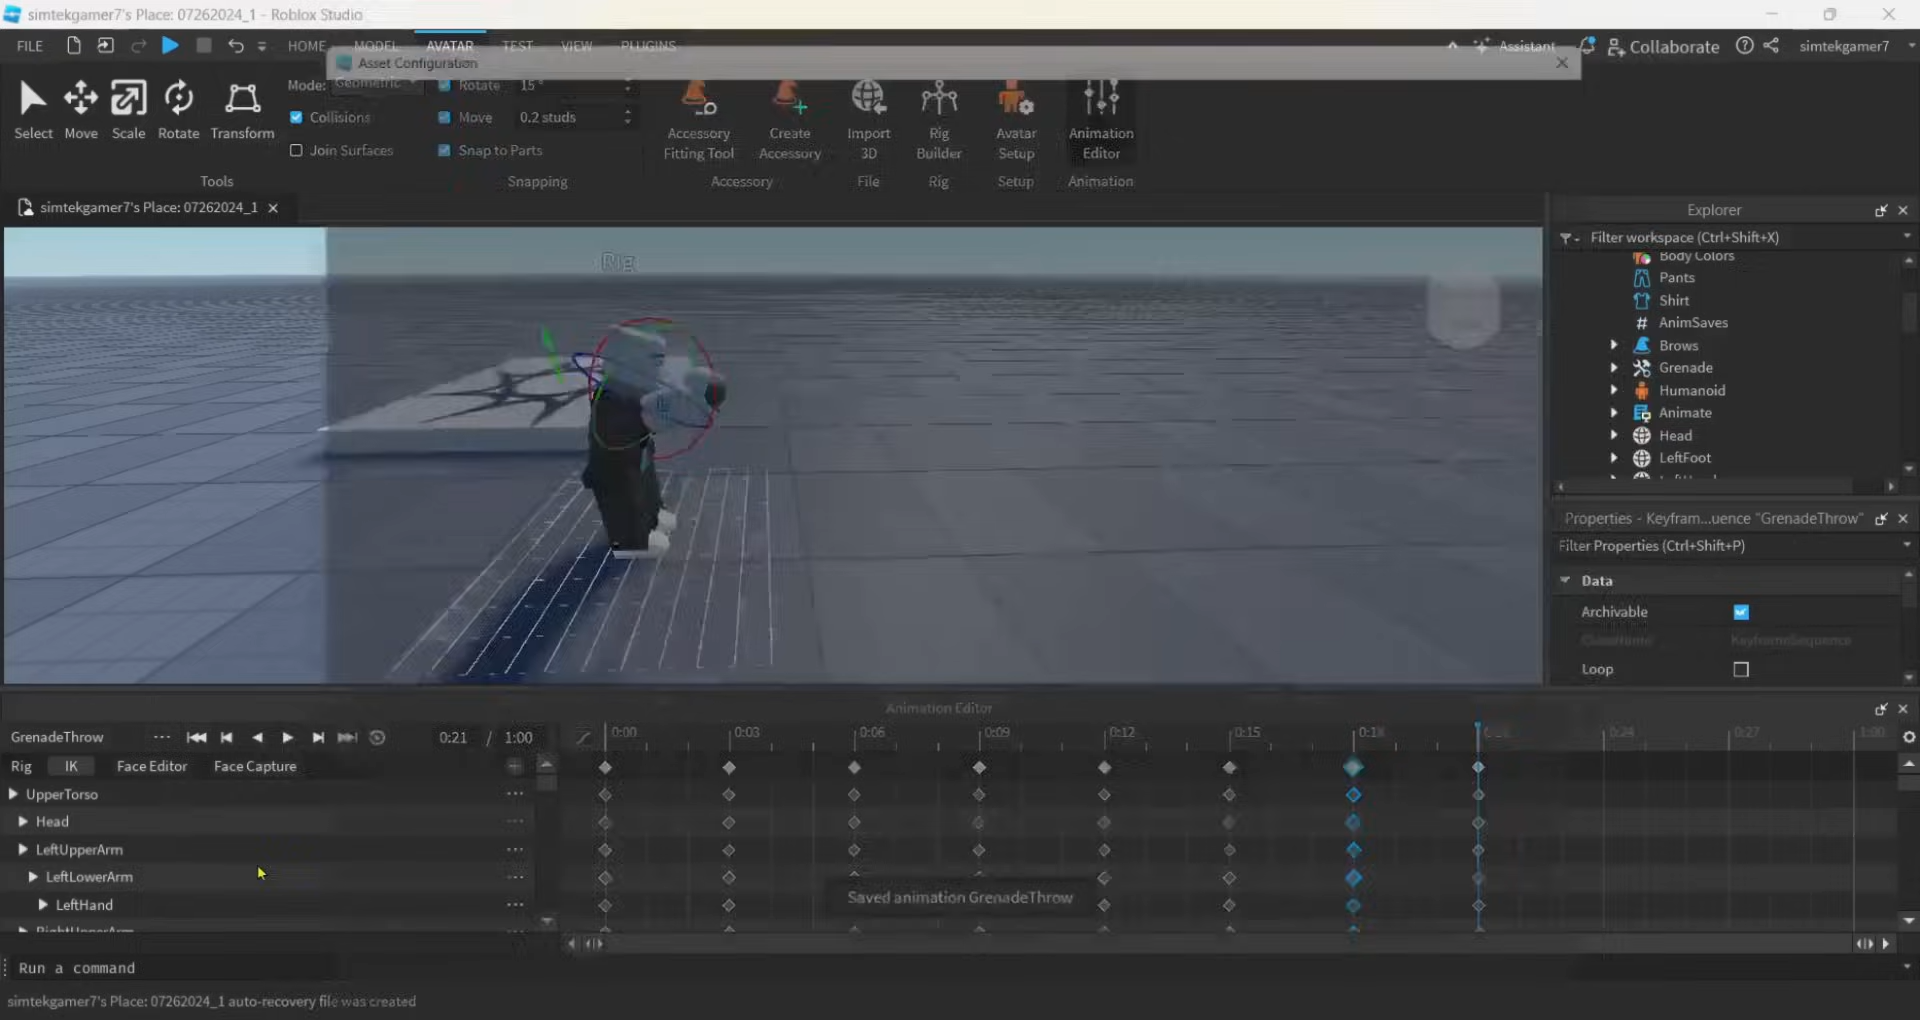 simtekgamer7's Place: 07262024_1 - Roblox Studio
FILE HOME MODEL AVATAR TEST VIEW PLUGINS Assistant Collaborate simtekgamer7
Asset Configuration
Mode: Geometric Rotate 15 °
Collisions Move 0.2 studs
Join Surfaces Snap to Parts
Select Move Scale Rotate Transform
Accessory Fitting Tool
Create Accessory
Import 3D
Rig Builder
Avatar Setup
Animation Editor
Tools Snapping Accessory File Rig Setup Animation
simtekgamer7's Place: 07262024_1
Rig
Explorer
Filter workspace (Ctrl+Shift+X)
Body Colors
Pants
Shirt
# AnimSaves
Brows
Grenade
Humanoid
Animate
Head
LeftFoot
Properties - Keyfram...uence "GrenadeThrow"
Filter Properties (Ctrl+Shift+P)
Data
Archivable
ClassName KeyframeSequence
Loop
Animation Editor
GrenadeThrow ... 0:21 / 1:00 0:00 0:03 0:06 0:09 0:12 0:15 0:18 0:24 0:27 1:00
Rig IK Face Editor Face Capture
UpperTorso ...
Head ...
LeftUpperArm ...
LeftLowerArm ...
LeftHand ...
RightUpperArm
Saved animation GrenadeThrow
Run a command
simtekgamer7's Place: 07262024_1 auto-recovery file was created